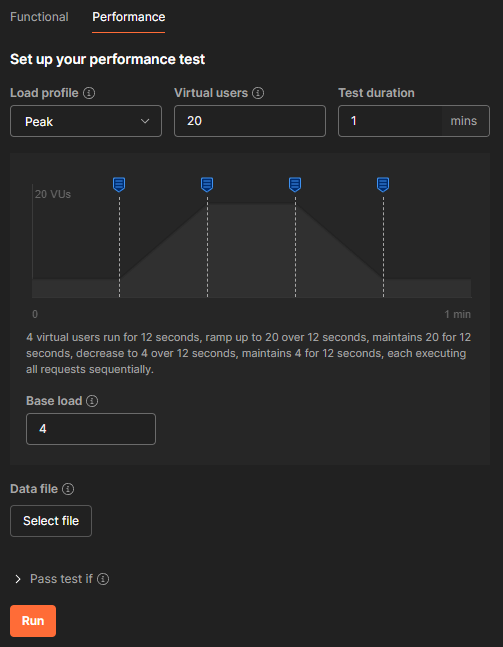 Functional Performance
Set up your performance test
Load profile Virtual users Test duration
Peak 20 1 mins
20 VUs
0 1 min
4 virtual users run for 12 seconds, ramp up to 20 over 12 seconds, maintains 20 for 12
seconds, decrease to 4 over 12 seconds, maintains 4 for 12 seconds, each executing
all requests sequentially.
Base load
4
Data file
Select file
Pass test if
Run